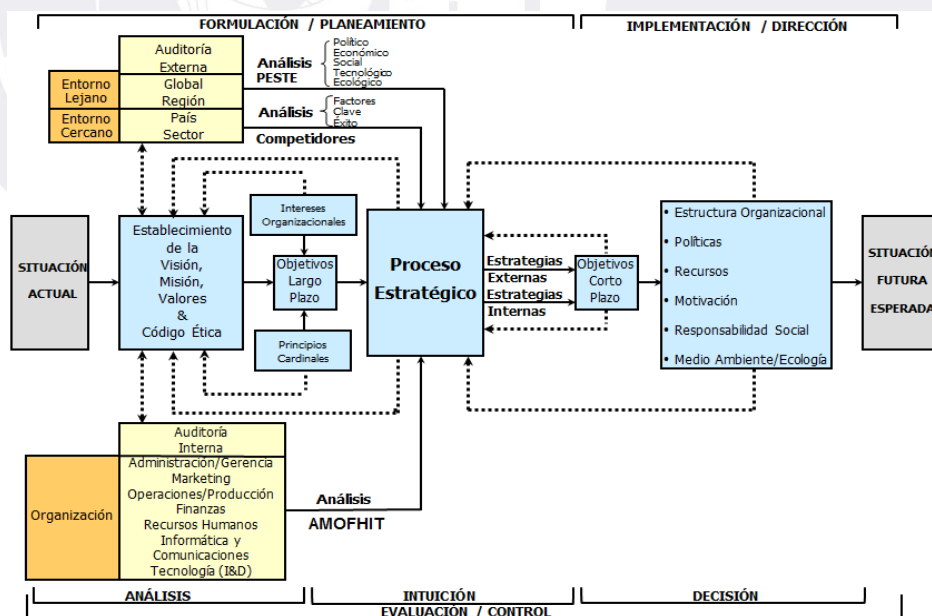 FORMULACIÓN / PLANEAMIENTO
IMPLEMENTACIÓN / DIRECCIÓN
Auditoría
Externa
Entorno
Lejano
Global
Región
Entorno
Cercano
País
Sector
Análisis
PESTE
Político
Económico
Social
Tecnológico
Ecológico
Análisis
Factores
Clave
Éxito
Competidores
SITUACIÓN
ACTUAL
Establecimiento
de la
Visión,
Misión,
Valores
&
Código Ética
Intereses
Organizacionales
Objetivos
Largo
Plazo
Principios
Cardinales
Proceso
Estratégico
Estrategias
Externas
Estrategias
Internas
Objetivos
Corto
Plazo
• Estructura Organizacional
• Políticas
• Recursos
• Motivación
• Responsabilidad Social
• Medio Ambiente/Ecología
SITUACIÓN
FUTURA
ESPERADA
Auditoría
Interna
Organización
Administración/Gerencia
Marketing
Operaciones/Producción
Finanzas
Recursos Humanos
Informática y
Comunicaciones
Tecnología (I&D)
Análisis
AMOFHIT
ANÁLISIS
INTUICIÓN
DECISIÓN
EVALUACIÓN / CONTROL